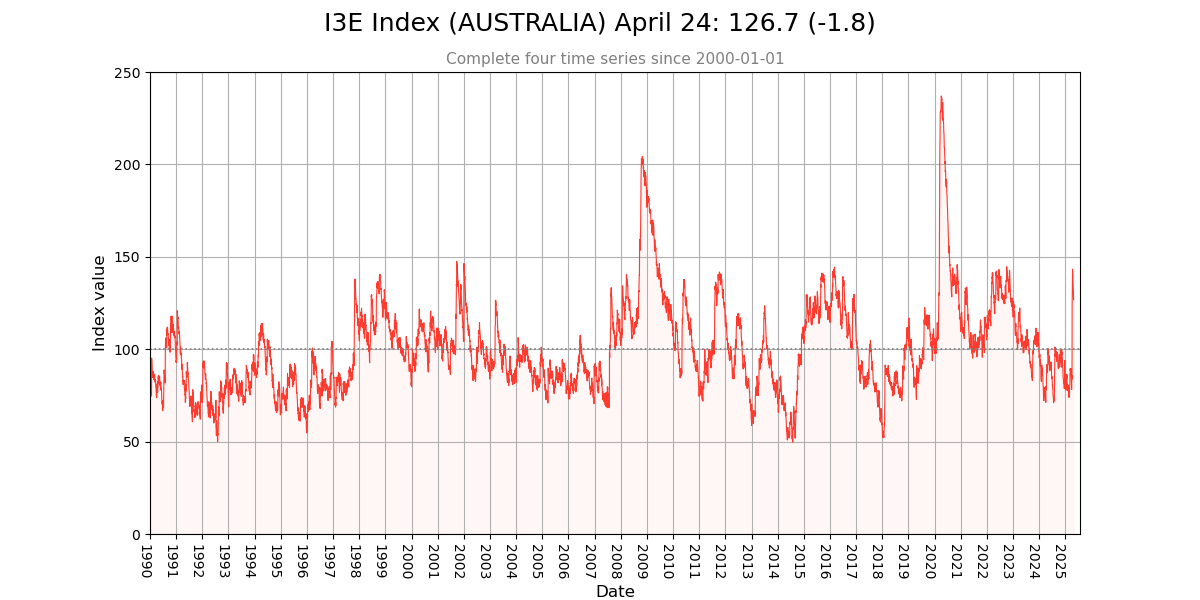 I3E Index (AUSTRALIA) April 24: 126.7 (-1.8)
Complete four time series since 2000-01-01
250
200
150
100
50
0
Index value
1990 1991 1992 1993 1994 1995 1996 1997 1998 1999 2000 2001 2002 2003 2004 2005 2006 2007 2008 2009 2010 2011 2012 2013 2014 2015 2016 2017 2018 2019 2020 2021 2022 2023 2024 2025
Date